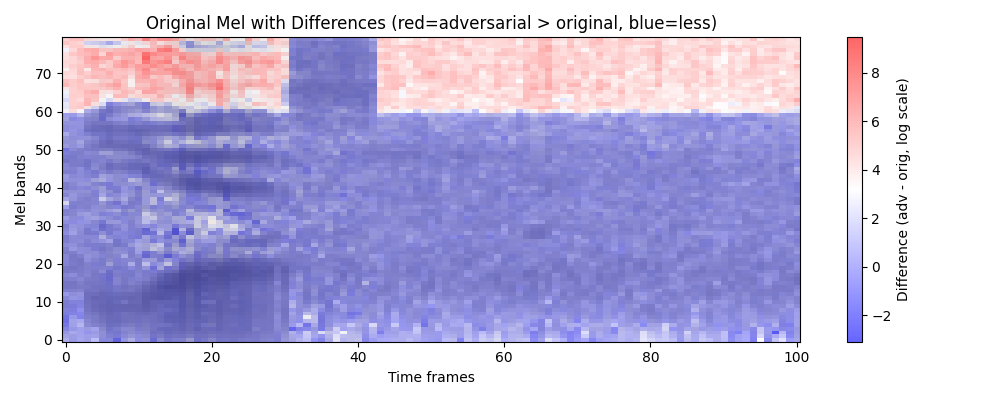 Original Mel with Differences (red=adversarial > original, blue=less)
70
60
50
40
30
20
10
0
Mel bands
0 20 40 60 80 100
Time frames
8
6
4
2
0
−2
Difference (adv - orig, log scale)